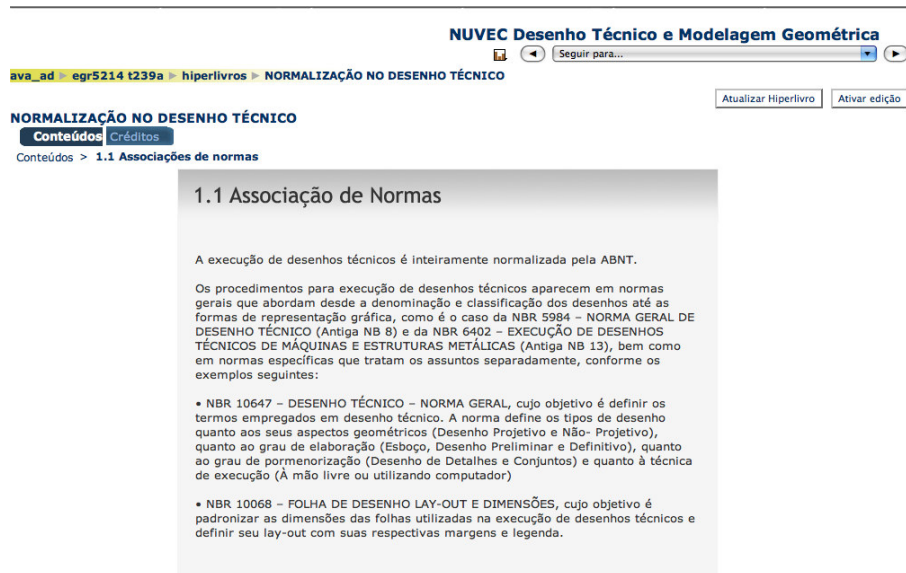 NUVEC Desenho Técnico e Modelagem Geométrica
Seguir para...
ava_ad ► egr5214 t239a ► hiperlivros ► NORMALIZAÇÃO NO DESENHO TÉCNICO
Atualizar Hiperlivro Ativar edição
NORMALIZAÇÃO NO DESENHO TÉCNICO
Conteúdos Créditos
Conteúdos > 1.1 Associações de normas
1.1 Associação de Normas
A execução de desenhos técnicos é inteiramente normalizada pela ABNT.
Os procedimentos para execução de desenhos técnicos aparecem em normas
gerais que abordam desde a denominação e classificação dos desenhos até as
formas de representação gráfica, como é o caso da NBR 5984 – NORMA GERAL DE
DESENHO TÉCNICO (Antiga NB 8) e da NBR 6402 – EXECUÇÃO DE DESENHOS
TÉCNICOS DE MÁQUINAS E ESTRUTURAS METÁLICAS (Antiga NB 13), bem como
em normas específicas que tratam os assuntos separadamente, conforme os
exemplos seguintes:
• NBR 10647 – DESENHO TÉCNICO – NORMA GERAL, cujo objetivo é definir os
termos empregados em desenho técnico. A norma define os tipos de desenho
quanto aos seus aspectos geométricos (Desenho Projetivo e Não- Projetivo),
quanto ao grau de elaboração (Esboço, Desenho Preliminar e Definitivo), quanto
ao grau de pormenorização (Desenho de Detalhes e Conjuntos) e quanto à técnica
de execução (À mão livre ou utilizando computador)
• NBR 10068 – FOLHA DE DESENHO LAY-OUT E DIMENSÕES, cujo objetivo é
padronizar as dimensões das folhas utilizadas na execução de desenhos técnicos e
definir seu lay-out com suas respectivas margens e legenda.